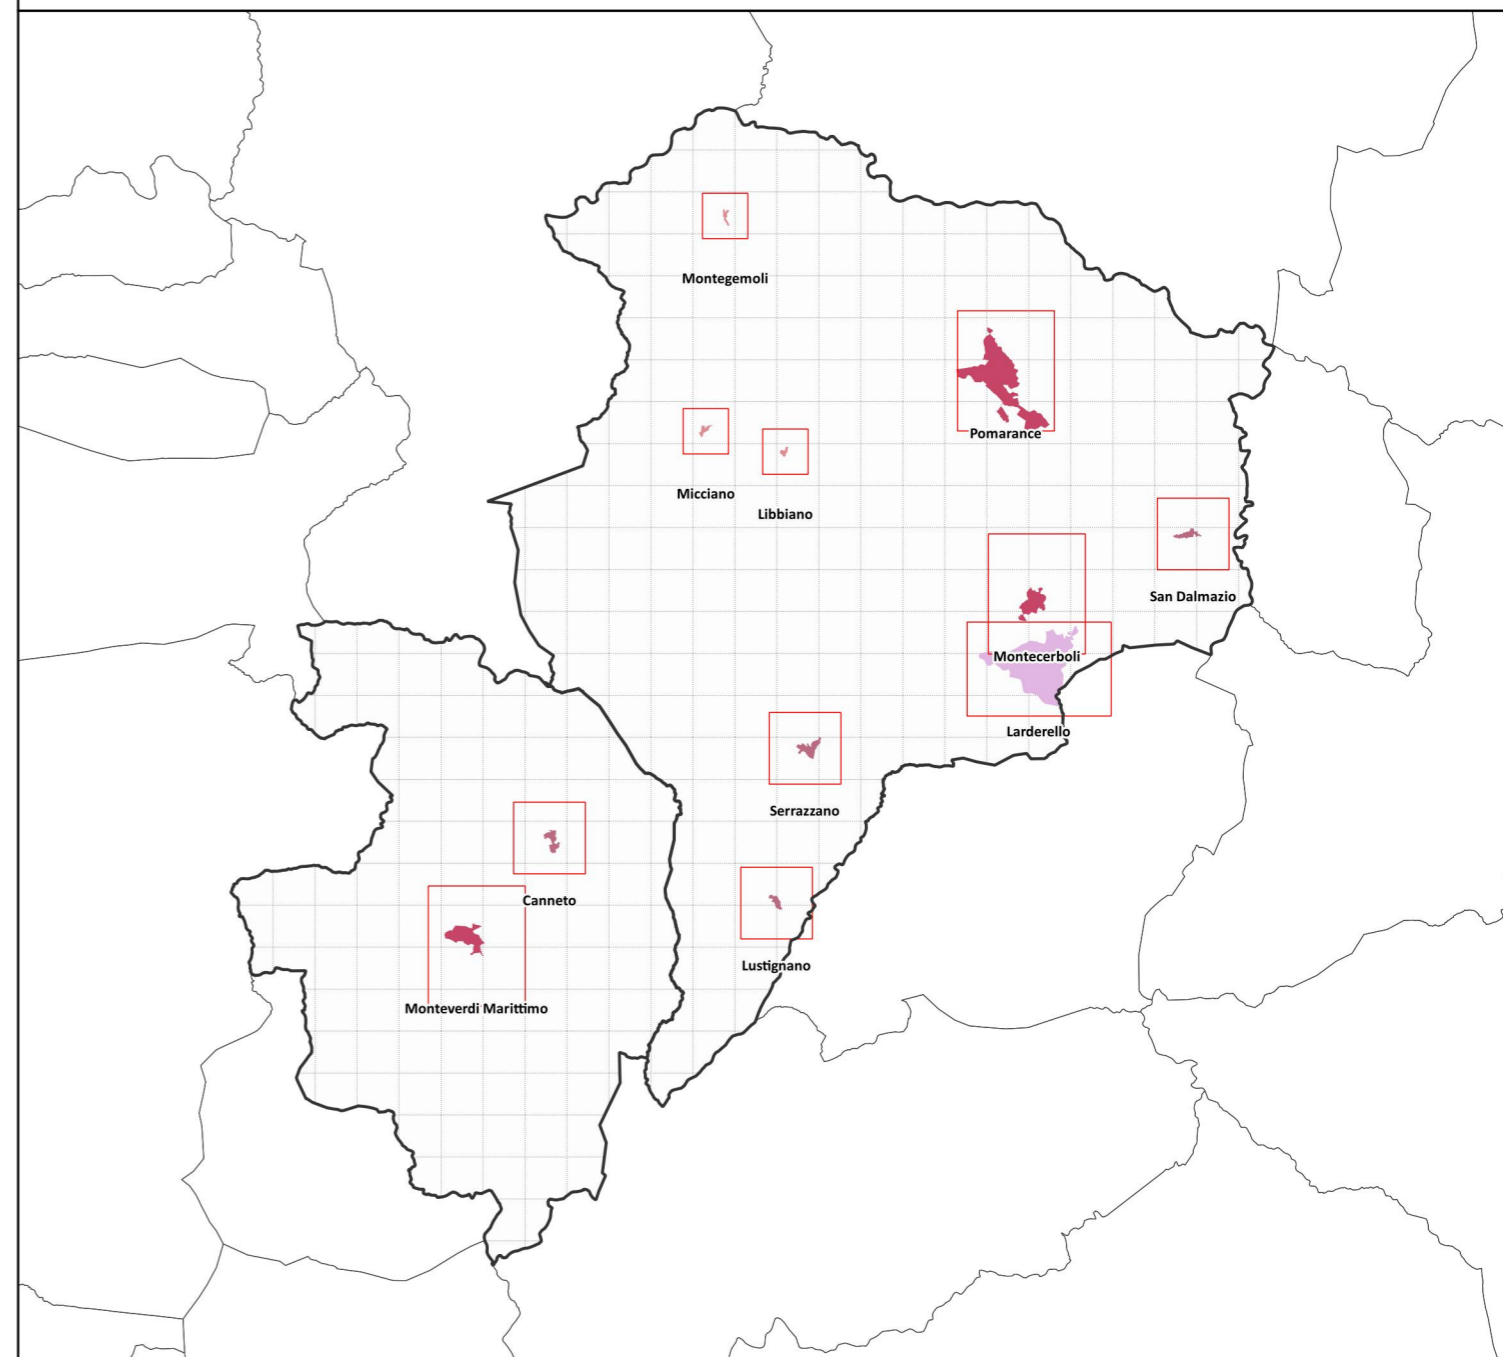 Montegemoli
Pomarance
Micciano
Libbiano
San Dalmazio
Montecerboli
Larderello
Serrazzano
Canneto
Lustignano
Monteverdi Marittimo